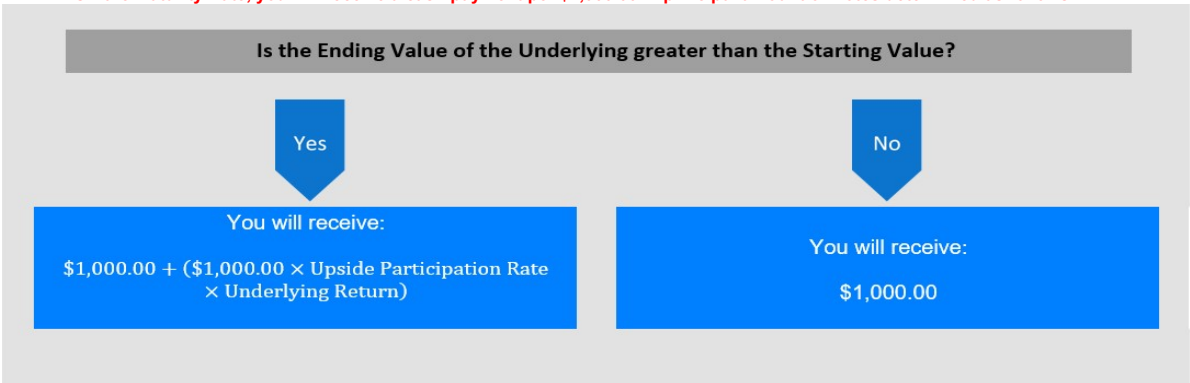 Is the Ending Value of the Underlying greater than the Starting Value?
Yes
No
You will receive:
$1,000.00 + ($1,000.00 × Upside Participation Rate
× Underlying Return)
You will receive:
$1,000.00